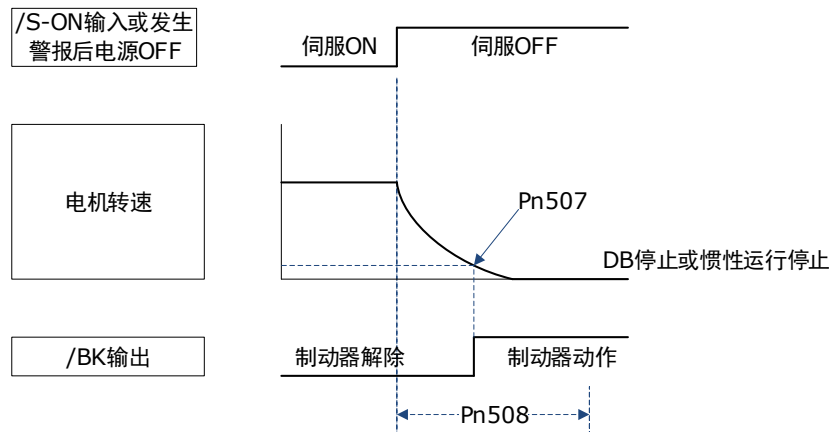 /S-ON输入或发生
警报后电源OFF
伺服ON
伺服OFF
电机转速
Pn507
DB停止或惯性运行停止
/BK输出
制动器解除
制动器动作
Pn508